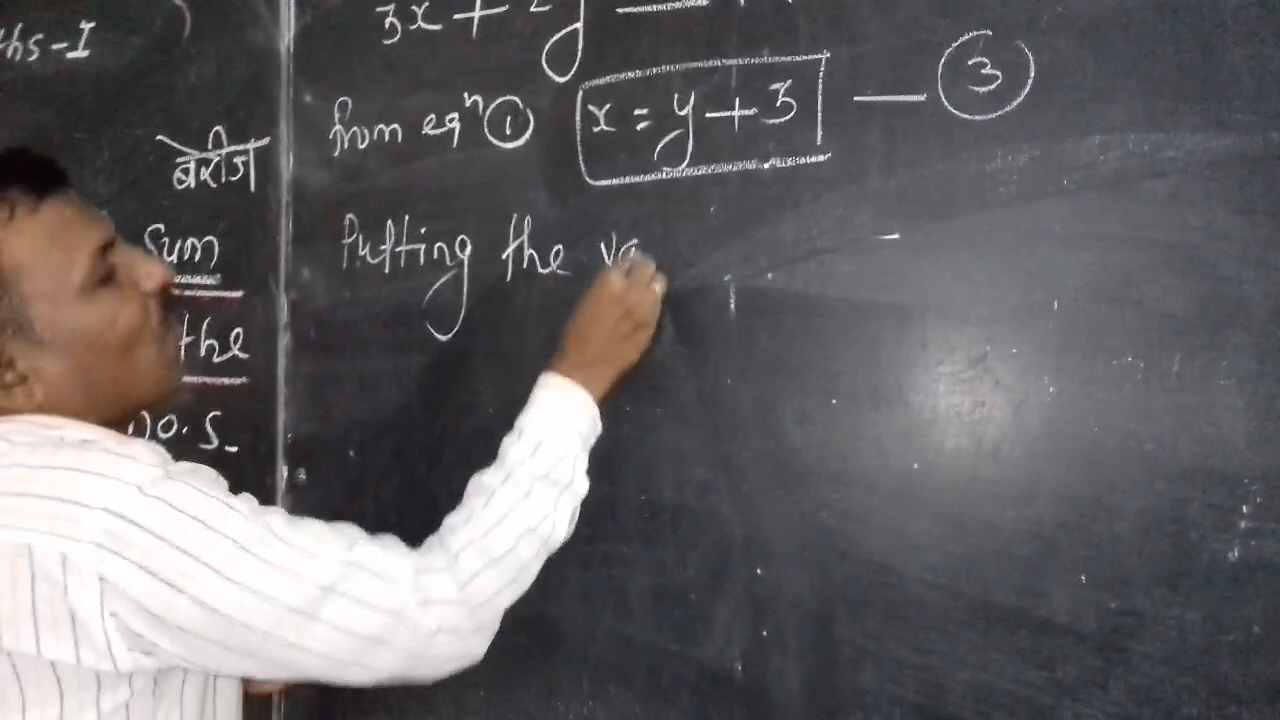 ths-I
बेरीज
Sum
the
O.S.
3x + 2y =
from eqⁿ ① x = y + 3 — ③
Putting the va